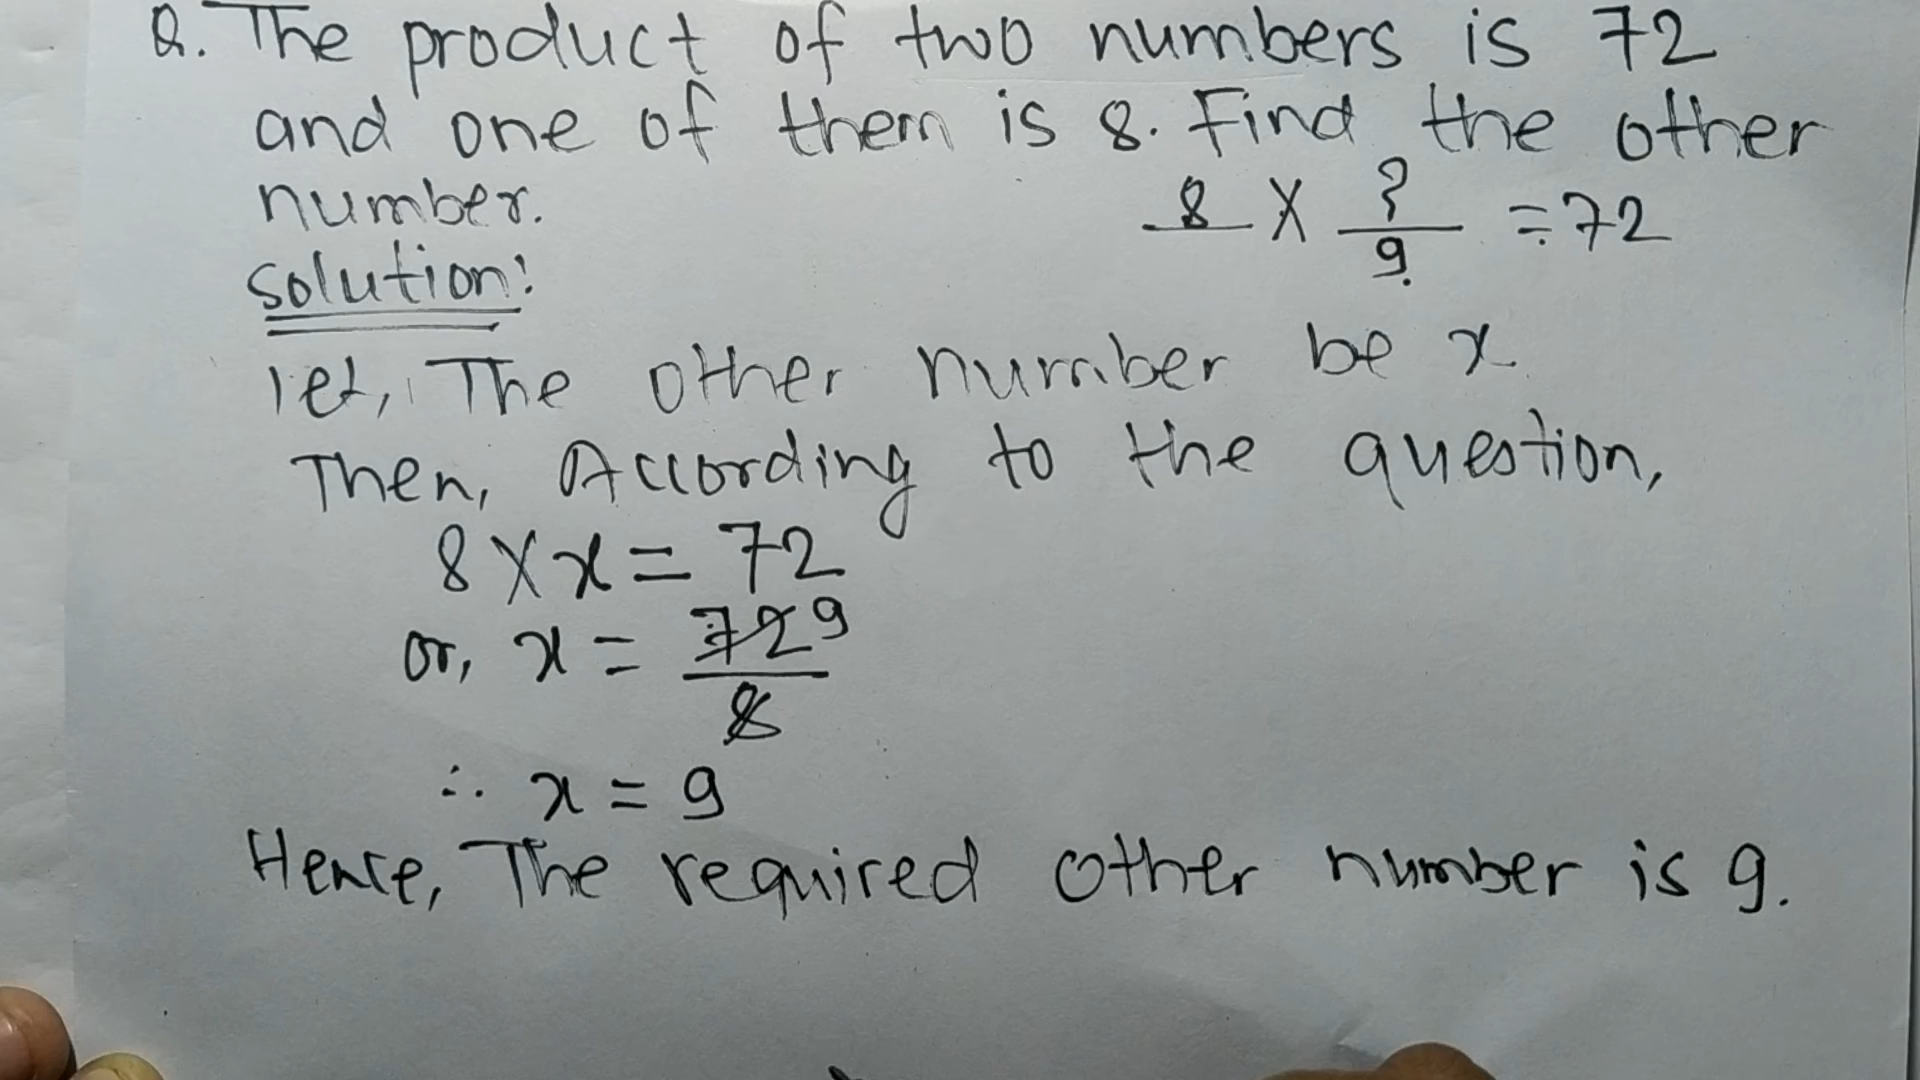 Q. The product of two numbers is 72
and one of them is 8. Find the other
number.
8 X ? = 72
9.
Solution:
let, The other number be x.
Then, According to the question,
8 X x = 72
or, x = 72 9
8
∴ x = 9
Hence, The required other number is 9.